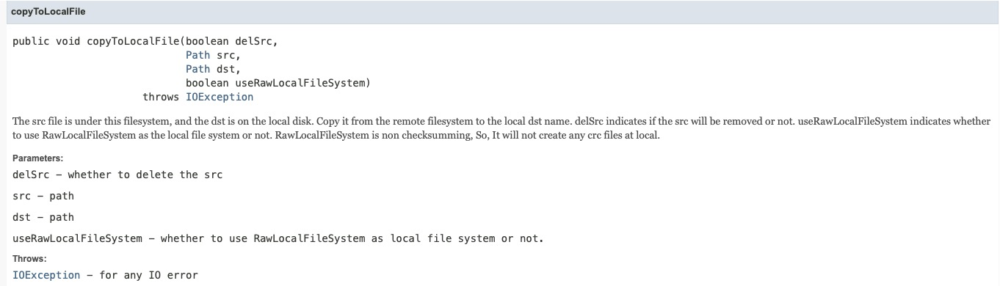 copyToLocalFile
public void copyToLocalFile(boolean delSrc,
Path src,
Path dst,
boolean useRawLocalFileSystem)
throws IOException
The src file is under this filesystem, and the dst is on the local disk. Copy it from the remote filesystem to the local dst name. delSrc indicates if the src will be removed or not. useRawLocalFileSystem indicates whether
to use RawLocalFileSystem as the local file system or not. RawLocalFileSystem is non checksumming, So, It will not create any crc files at local.
Parameters:
delSrc – whether to delete the src
src – path
dst – path
useRawLocalFileSystem – whether to use RawLocalFileSystem as local file system or not.
Throws:
IOException – for any IO error